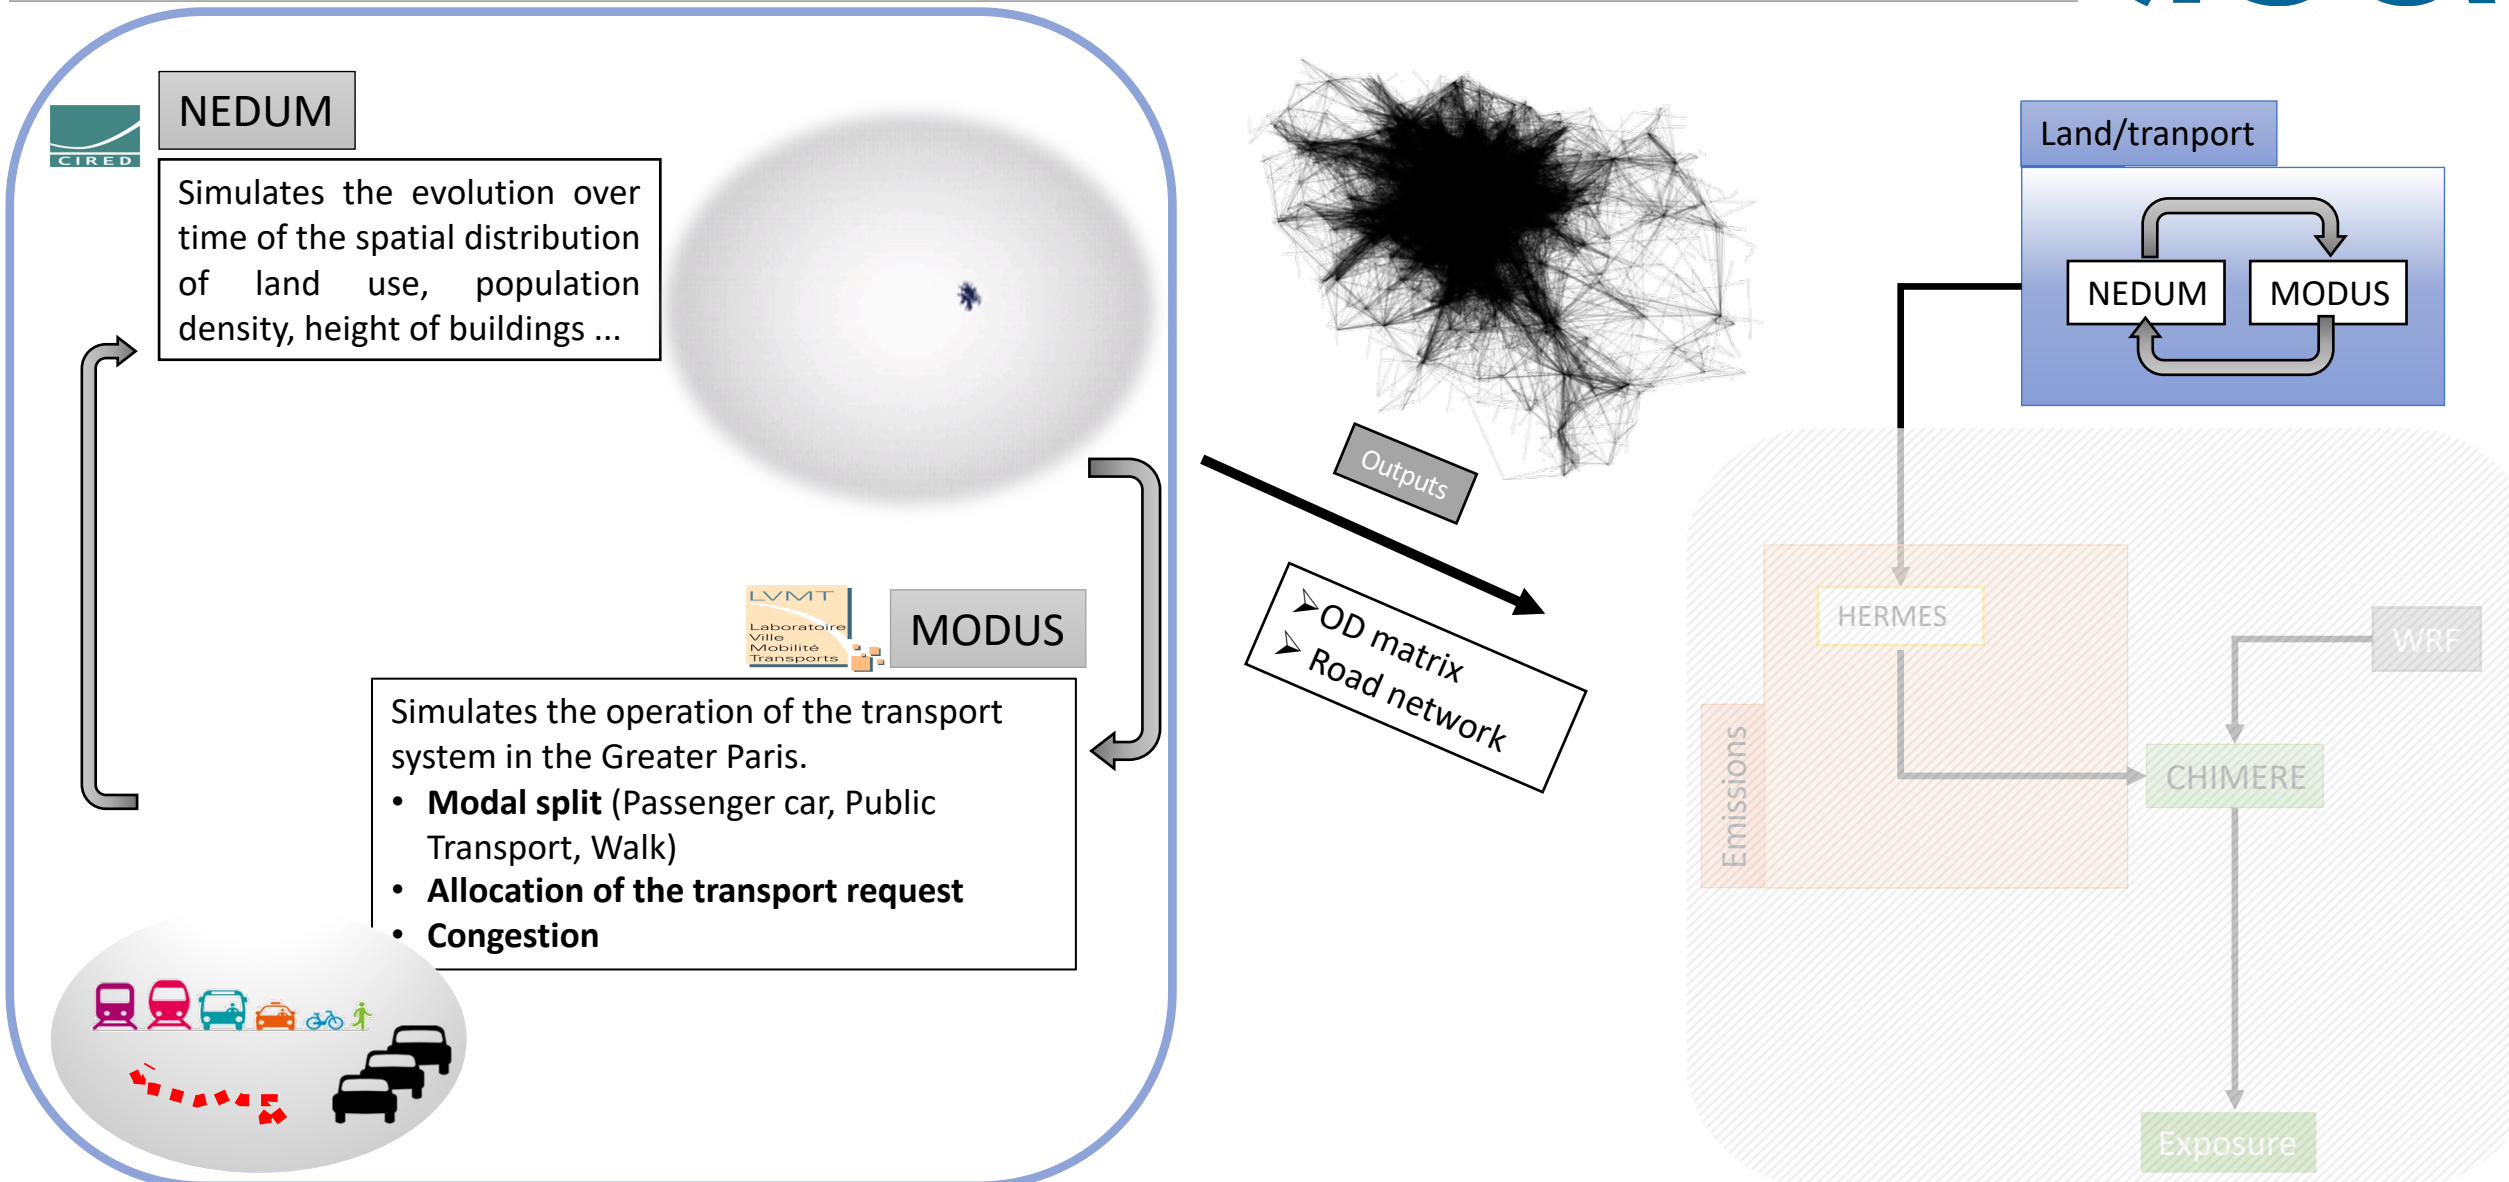 CIRED
NEDUM
Simulates the evolution over
time of the spatial distribution
of land use, population
density, height of buildings ...
LVMT
Laboratoire
Ville
Mobilité
Transports
MODUS
Simulates the operation of the transport
system in the Greater Paris.
• Modal split (Passenger car, Public
Transport, Walk)
• Allocation of the transport request
• Congestion
Outputs
➢OD matrix
➢ Road network
Land/tranport
NEDUM
MODUS
HERMES
WRF
Emissions
CHIMERE
Exposure